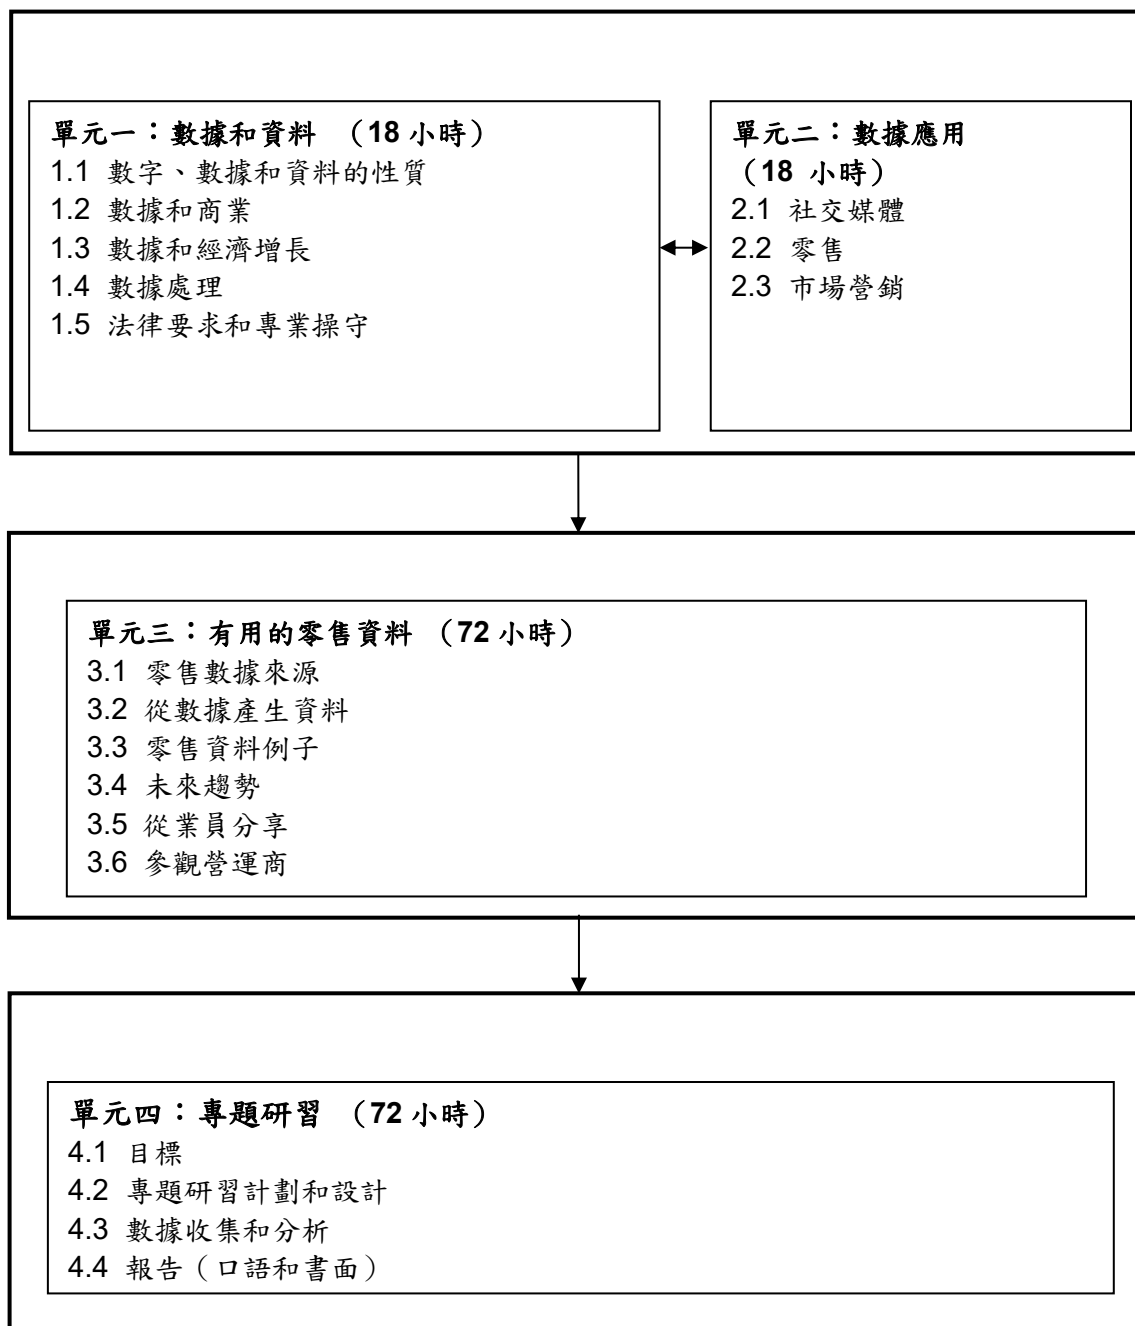 單元一：數據和資料 （18 小時）
1.1 數字、數據和資料的性質
1.2 數據和商業
1.3 數據和經濟增長
1.4 數據處理
1.5 法律要求和專業操守
單元二：數據應用
（18 小時）
2.1 社交媒體
2.2 零售
2.3 市場營銷
單元三：有用的零售資料 （72 小時）
3.1 零售數據來源
3.2 從數據產生資料
3.3 零售資料例子
3.4 未來趨勢
3.5 從業員分享
3.6 參觀營運商
單元四：專題研習 （72 小時）
4.1 目標
4.2 專題研習計劃和設計
4.3 數據收集和分析
4.4 報告（口語和書面）